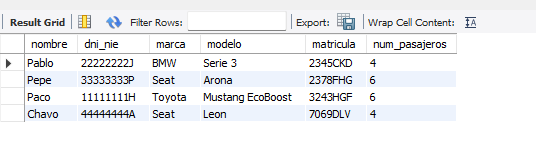 Result Grid Filter Rows: Export: Wrap Cell Content:
nombre dni_nie marca modelo matricula num_pasajeros
Pablo 22222222J BMW Serie 3 2345CKD 4
Pepe 33333333P Seat Arona 2378FHG 6
Paco 11111111H Toyota Mustang EcoBoost 3243HGF 6
Chavo 44444444A Seat Leon 7069DLV 4